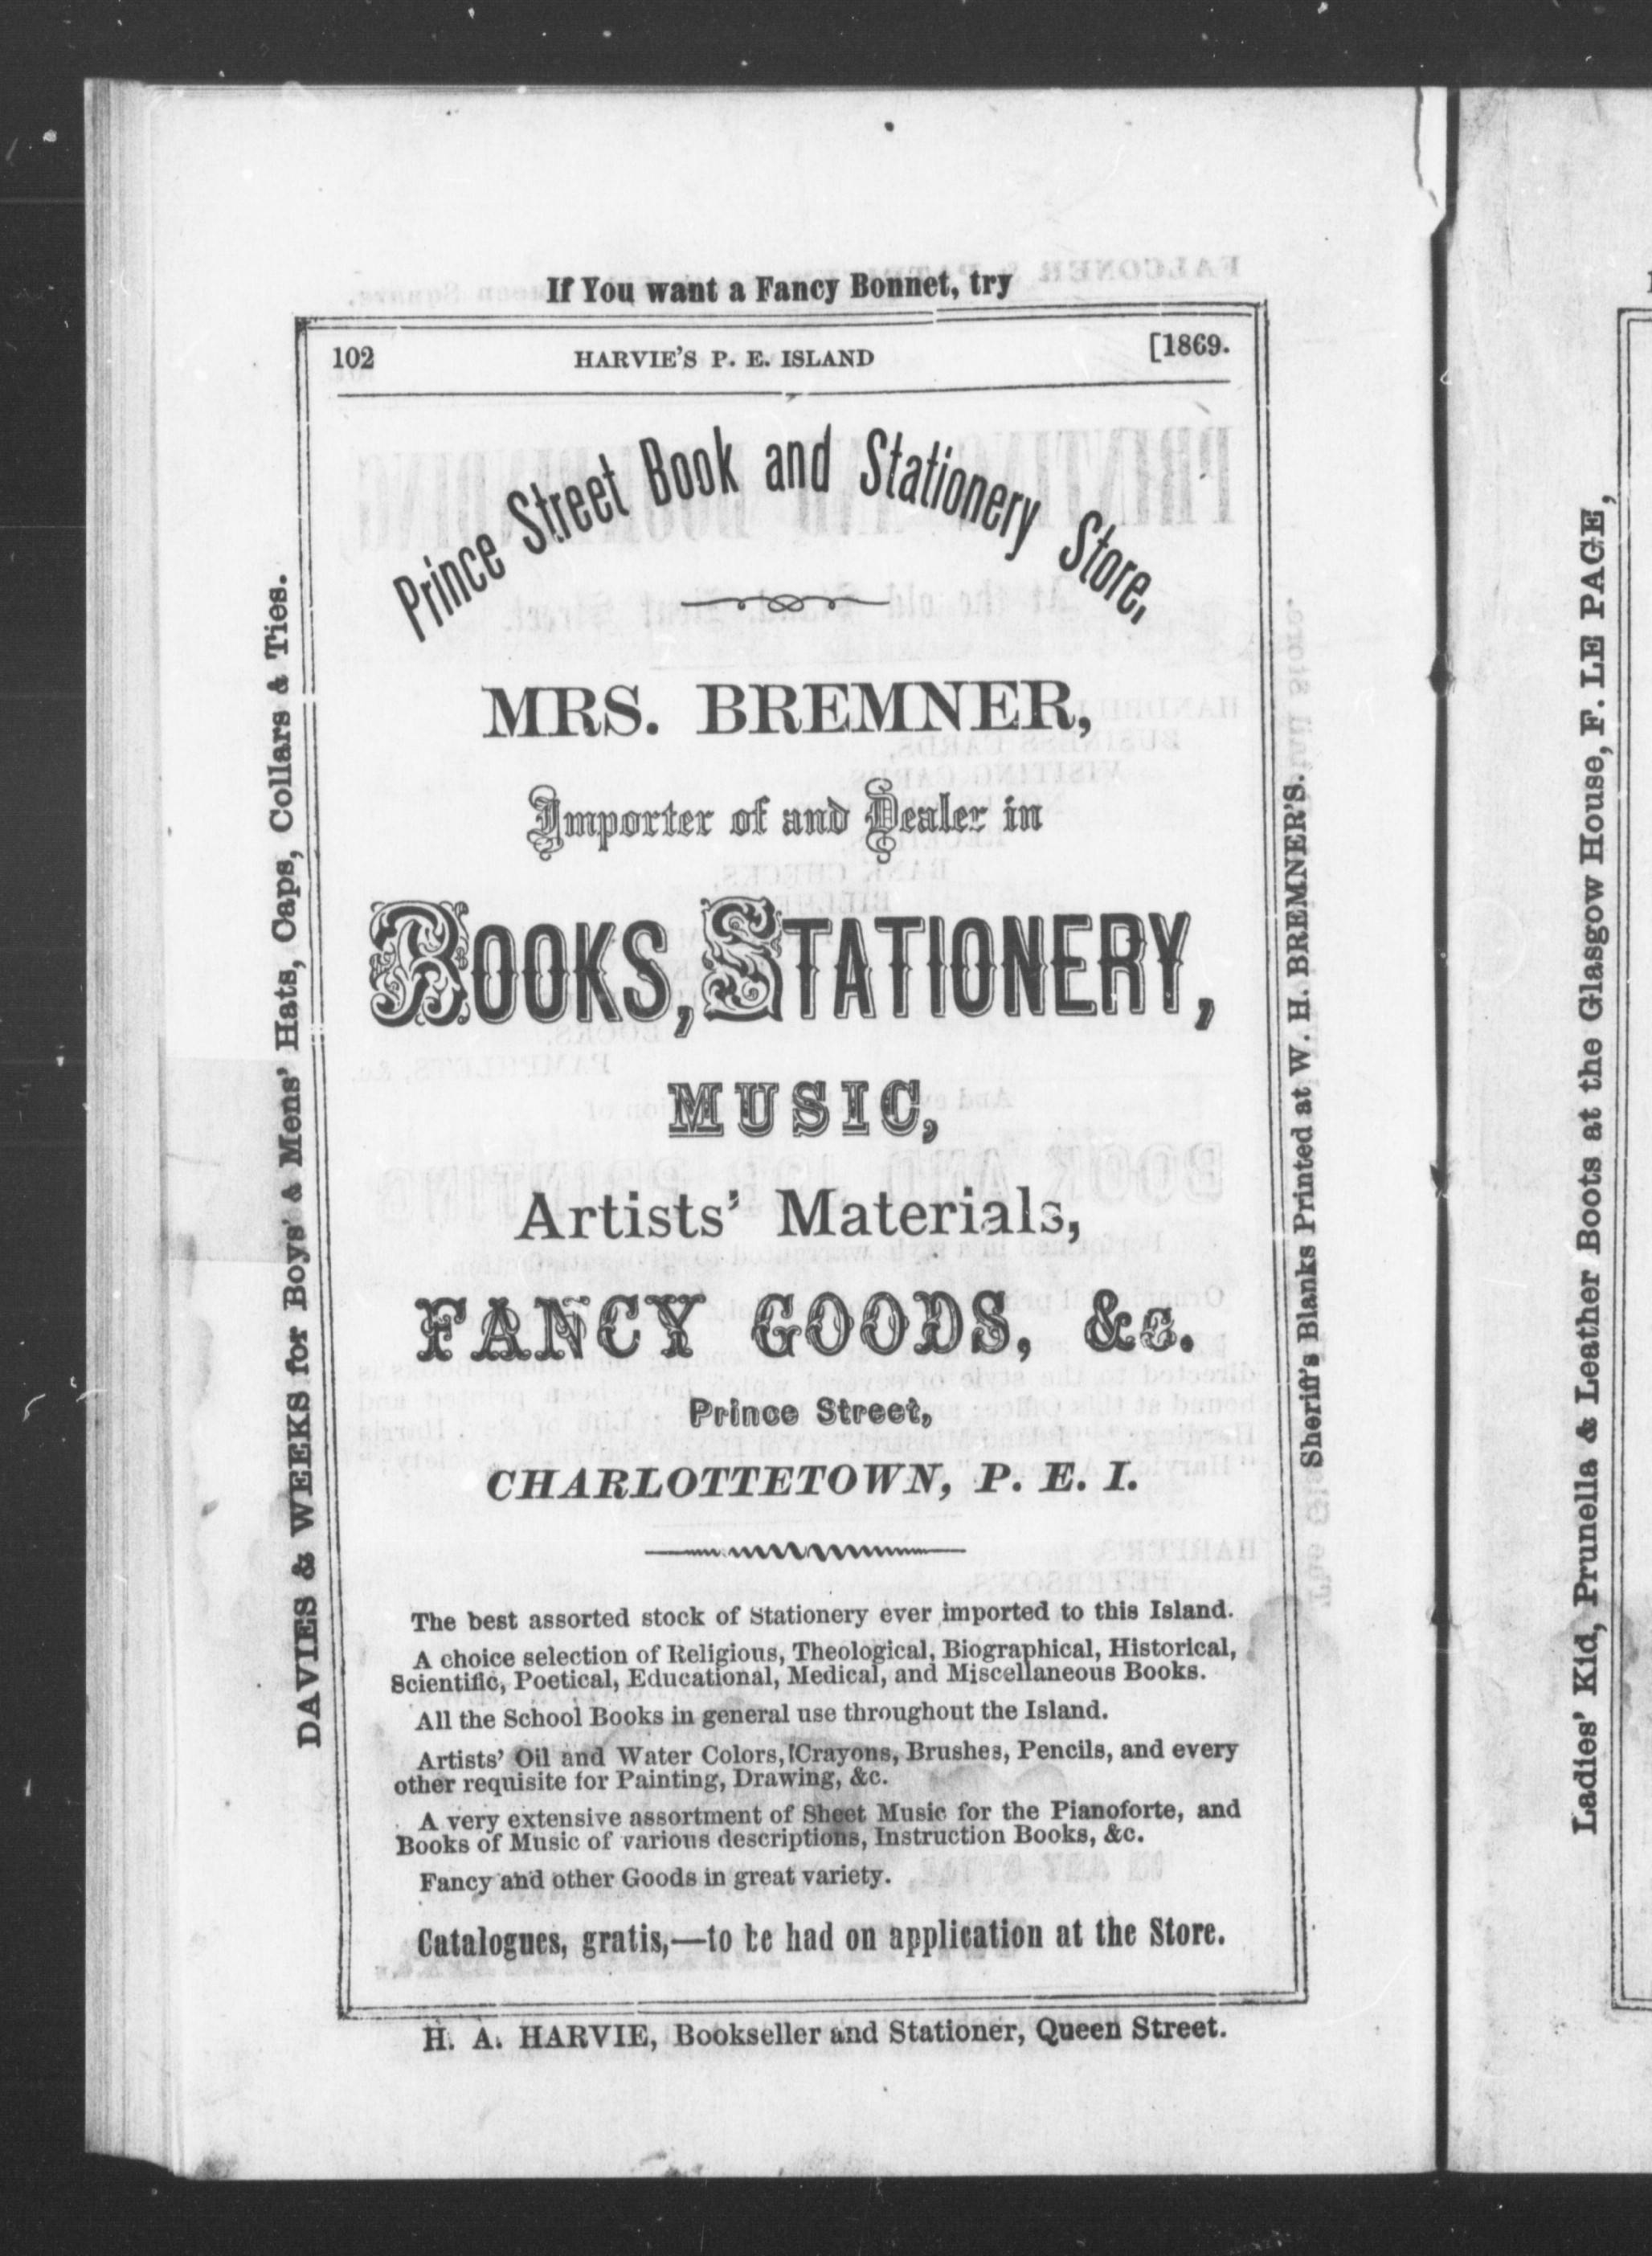 If You want a Fancy Bonnet, try
102 HARVIE'S P. E. ISLAND [1869.
Prince Street Book and Stationery Store,
MRS. BREMNER,
Importer of and Dealer in
BOOKS, STATIONERY,
MUSIC,
Artists' Materials,
FANCY GOODS, &c.
Prince Street,
CHARLOTTETOWN, P. E. I.
The best assorted stock of Stationery ever imported to this Island.
A choice selection of Religious, Theological, Biographical, Historical,
Scientific, Poetical, Educational, Medical, and Miscellaneous Books.
All the School Books in general use throughout the Island.
Artists' Oil and Water Colors, [Crayons, Brushes, Pencils, and every
other requisite for Painting, Drawing, &c.
A very extensive assortment of Sheet Music for the Pianoforte, and
Books of Music of various descriptions, Instruction Books, &c.
Fancy and other Goods in great variety.
Catalogues, gratis,—to be had on application at the Store.
H. A. HARVIE, Bookseller and Stationer, Queen Street.
DAVIES & WEEKS for Boys' & Mens' Hats, Caps, Collars & Ties.
Sheriff's Blanks Printed at W. H. BREMNER'S.
Ladies' Kid, Prunella & Leather Boots at the Glasgow House, F. LE PAGE,